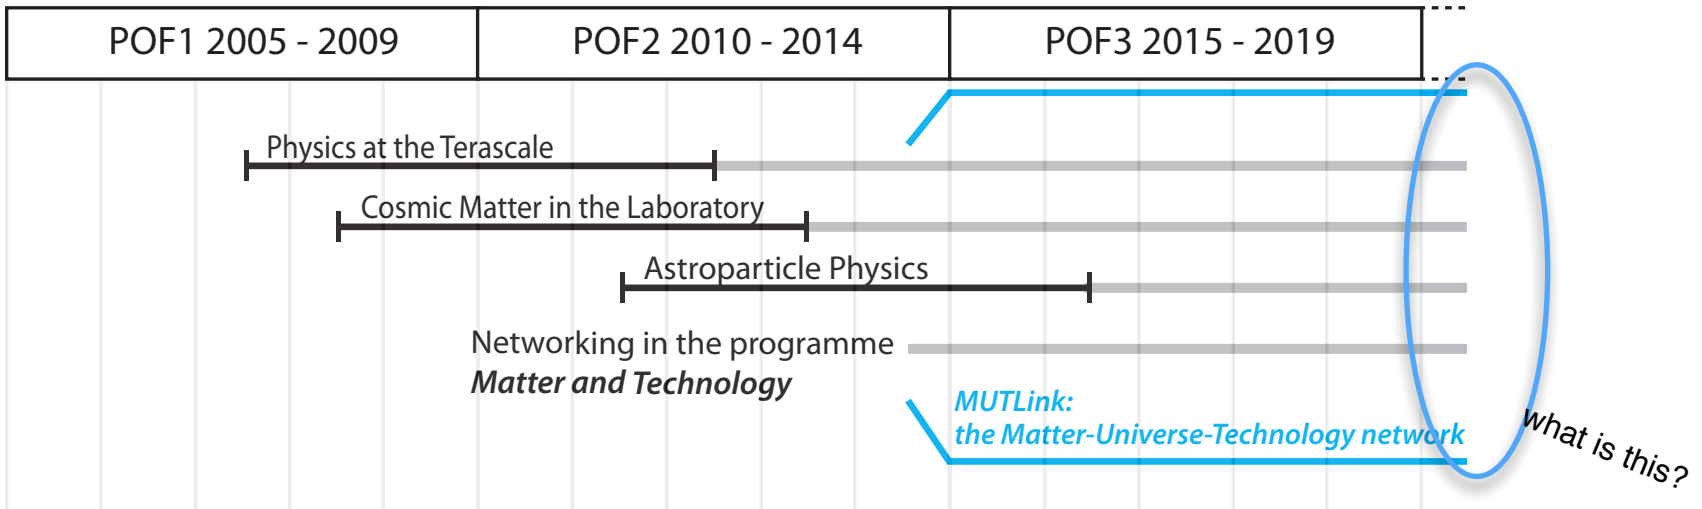 POF1 2005 - 2009
POF2 2010 - 2014
POF3 2015 - 2019
Physics at the Terascale
Cosmic Matter in the Laboratory
Astroparticle Physics
Networking in the programme
Matter and Technology
MUTLink:
the Matter-Universe-Technology network
what is this?